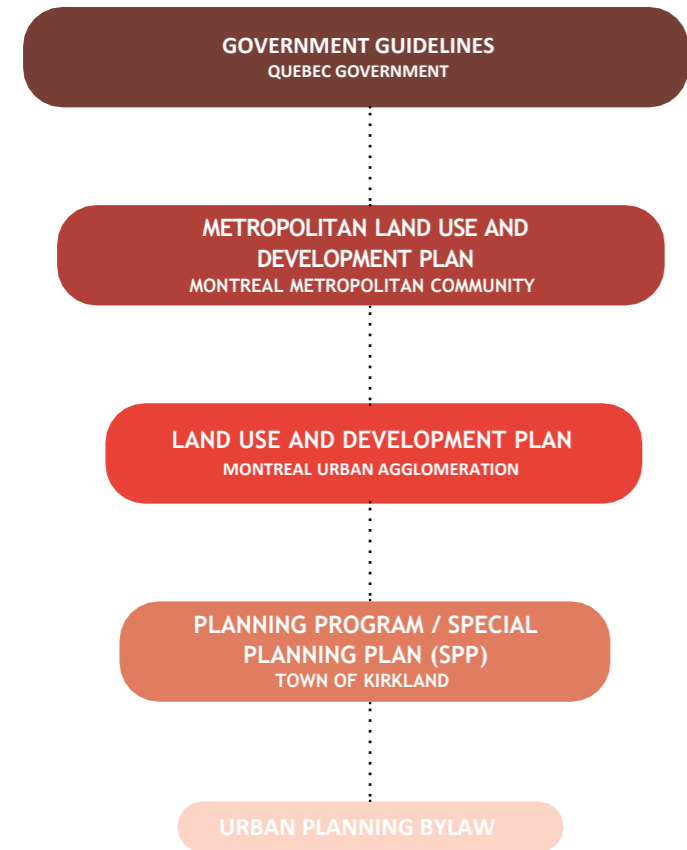 GOVERNMENT GUIDELINES
QUEBEC GOVERNMENT
METROPOLITAN LAND USE AND
DEVELOPMENT PLAN
MONTREAL METROPOLITAN COMMUNITY
LAND USE AND DEVELOPMENT PLAN
MONTREAL URBAN AGGLOMERATION
PLANNING PROGRAM / SPECIAL
PLANNING PLAN (SPP)
TOWN OF KIRKLAND
URBAN PLANNING BYLAW